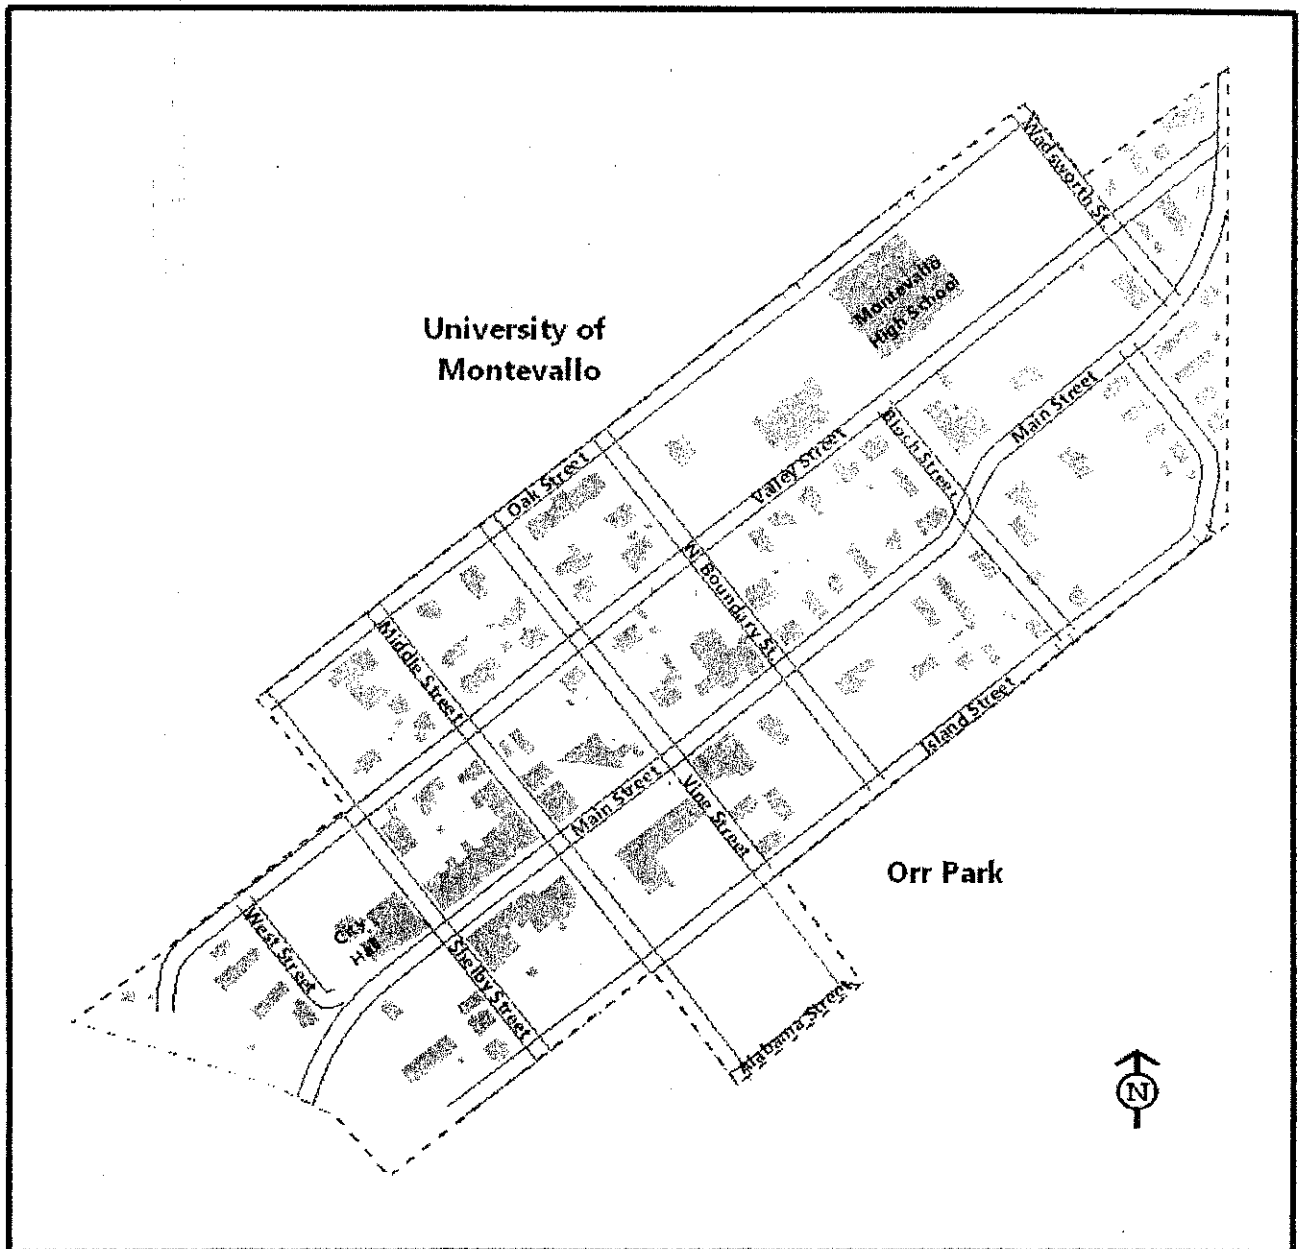 Wadsworth St.
Montevallo
High School
University of
Montevallo
Main Street
Bloch Street
Valley Street
Oak Street
N. Boundary St.
Middle Street
Island Street
Main Street
Vine Street
Orr Park
City
Hall
West Street
Shelby Street
Alabama Street
N